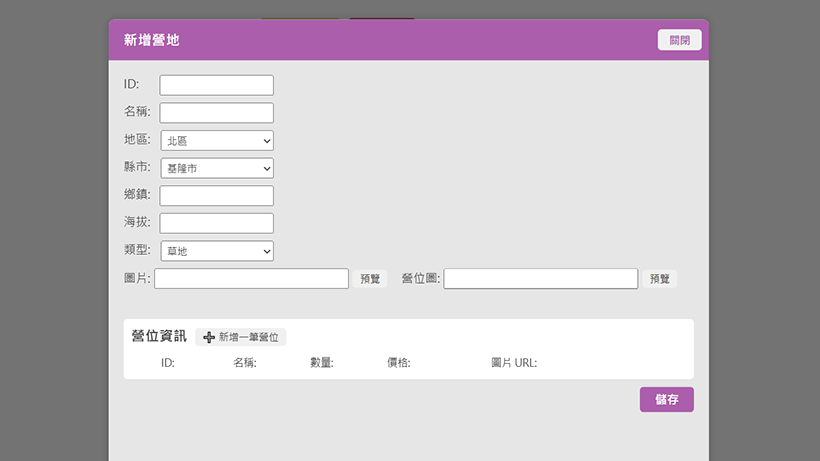 新增營地 關閉
ID:
名稱:
地區: 北區
縣市: 基隆市
鄉鎮:
海拔:
類型: 草地
圖片: 預覽 營位圖: 預覽
營位資訊 新增一筆營位
ID: 名稱: 數量: 價格: 圖片 URL:
儲存